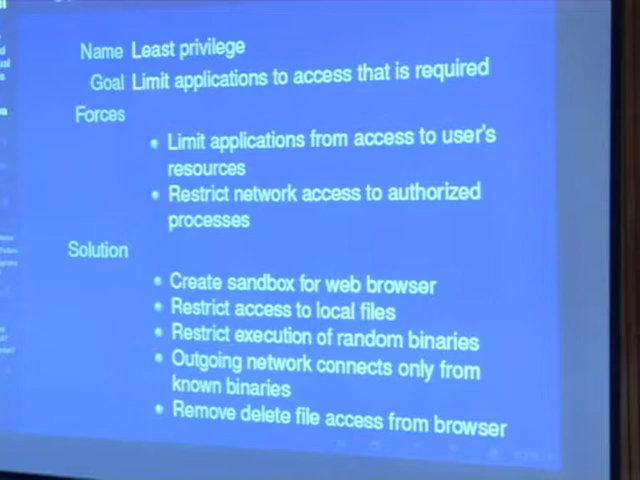 Name Least privilege
Goal Limit applications to access that is required
Forces
Limit applications from access to user's
resources
Restrict network access to authorized
processes
Solution
Create sandbox for web browser
Restrict access to local files
Restrict execution of random binaries
Outgoing network connects only from
known binaries
Remove delete file access from browser